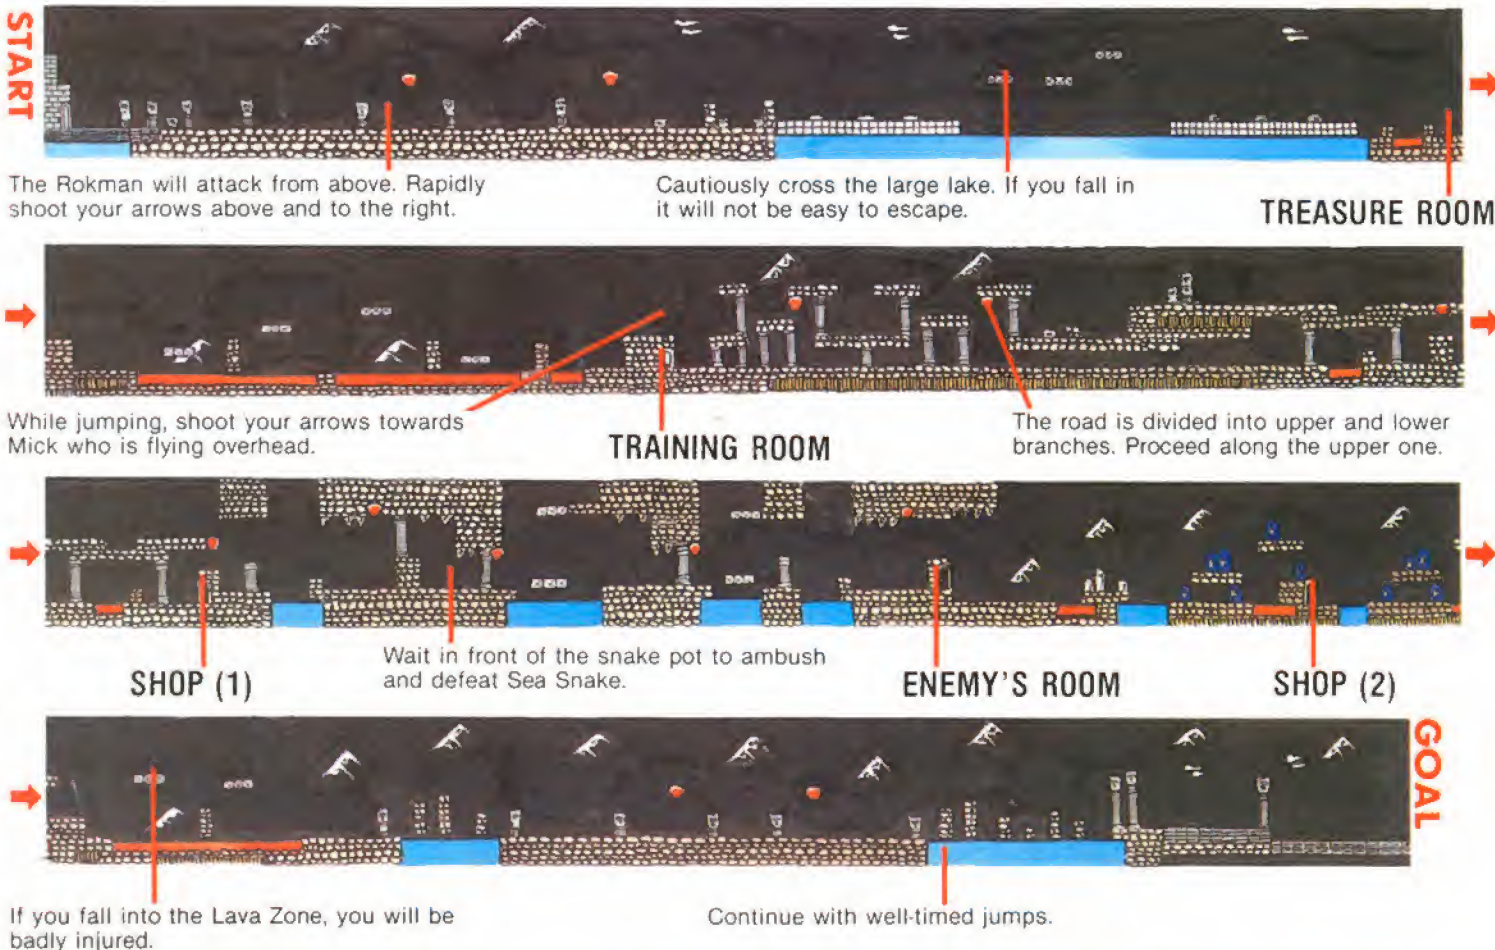 START
The Rokman will attack from above. Rapidly
shoot your arrows above and to the right.
Cautiously cross the large lake. If you fall in
it will not be easy to escape.
TREASURE ROOM
While jumping, shoot your arrows towards
Mick who is flying overhead.
TRAINING ROOM
The road is divided into upper and lower
branches. Proceed along the upper one.
SHOP (1)
Wait in front of the snake pot to ambush
and defeat Sea Snake.
ENEMY'S ROOM
SHOP (2)
GOAL
If you fall into the Lava Zone, you will be
badly injured.
Continue with well-timed jumps.